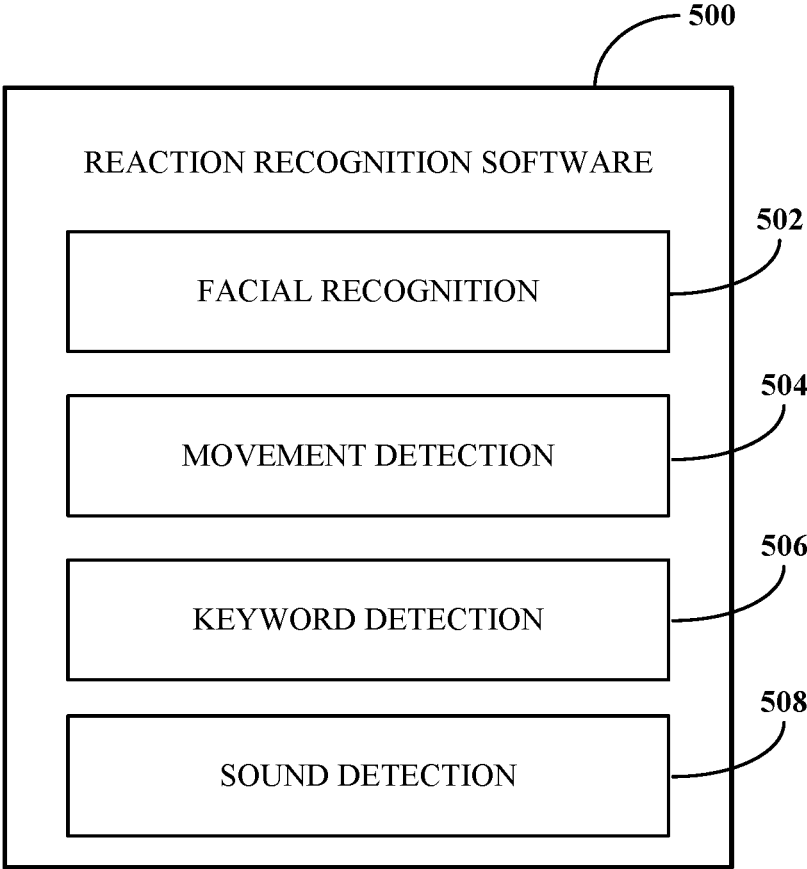 500
REACTION RECOGNITION SOFTWARE
502
FACIAL RECOGNITION
504
MOVEMENT DETECTION
506
KEYWORD DETECTION
508
SOUND DETECTION